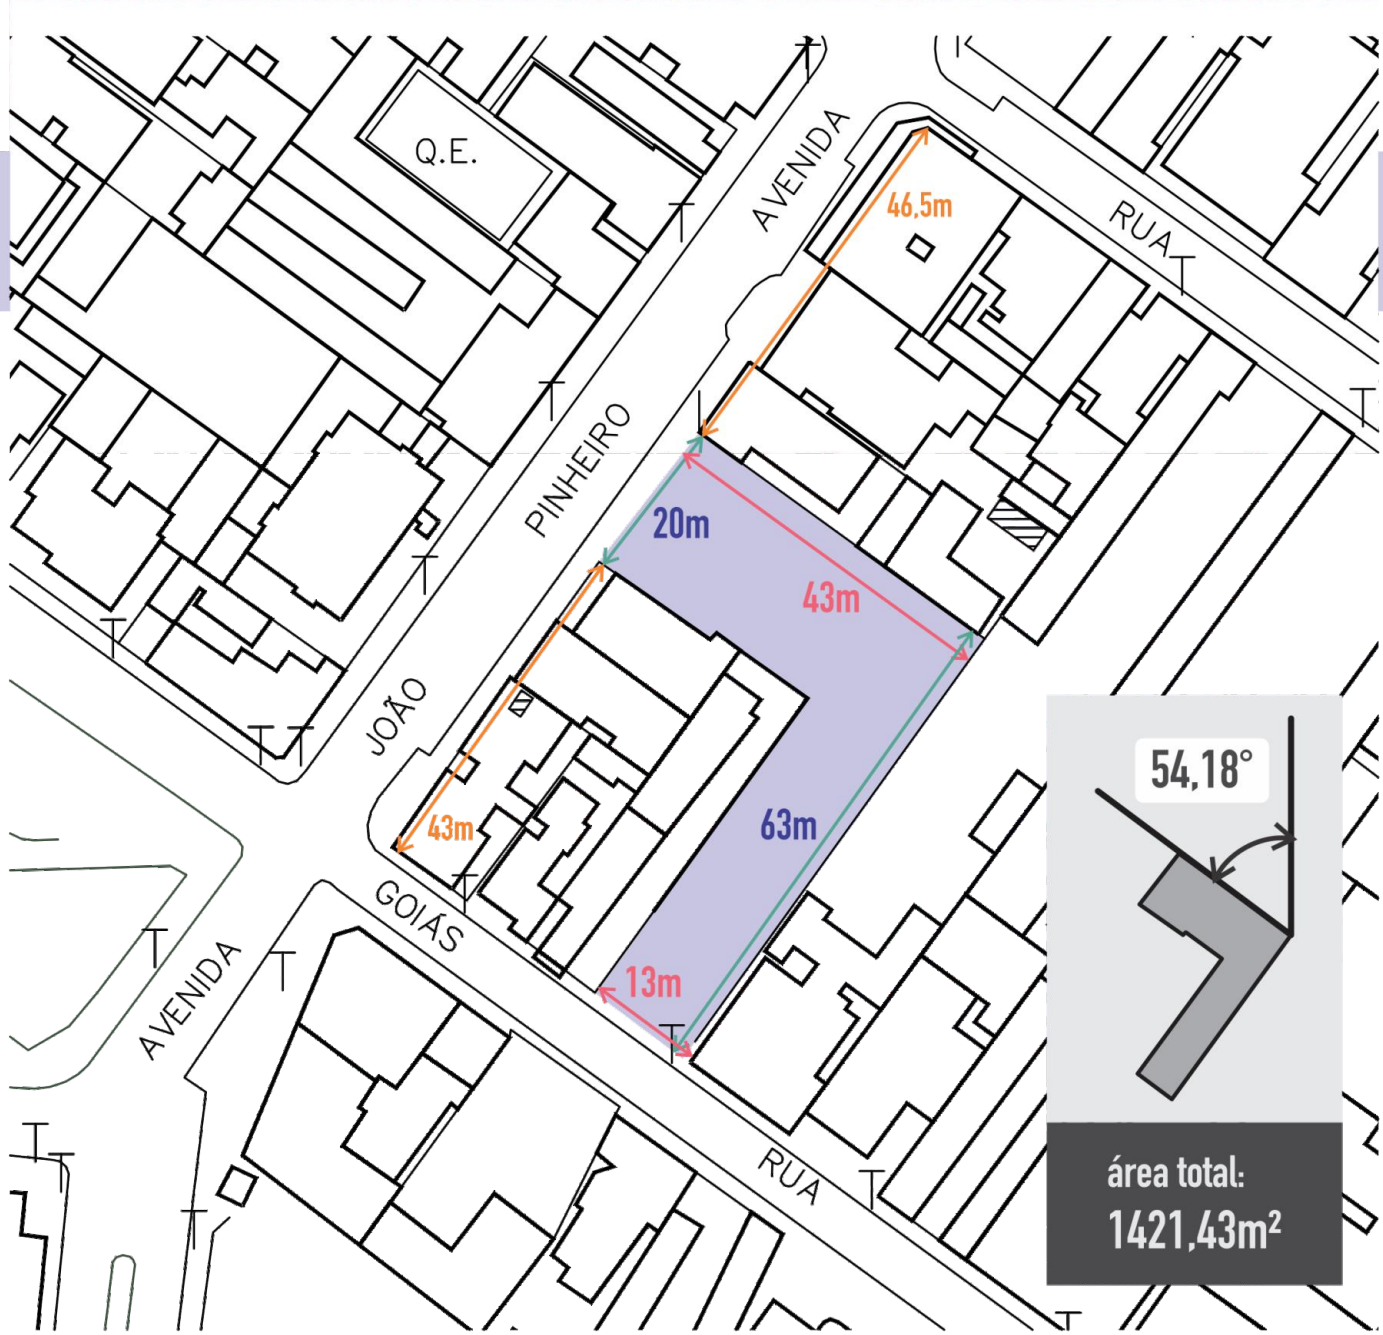 Q.E.
AVENIDA
46,5m
RUA
PINHEIRO
20m
43m
JOÃO
43m
63m
54,18°
GOIÁS
13m
AVENIDA
RUA
área total:
1421,43m²